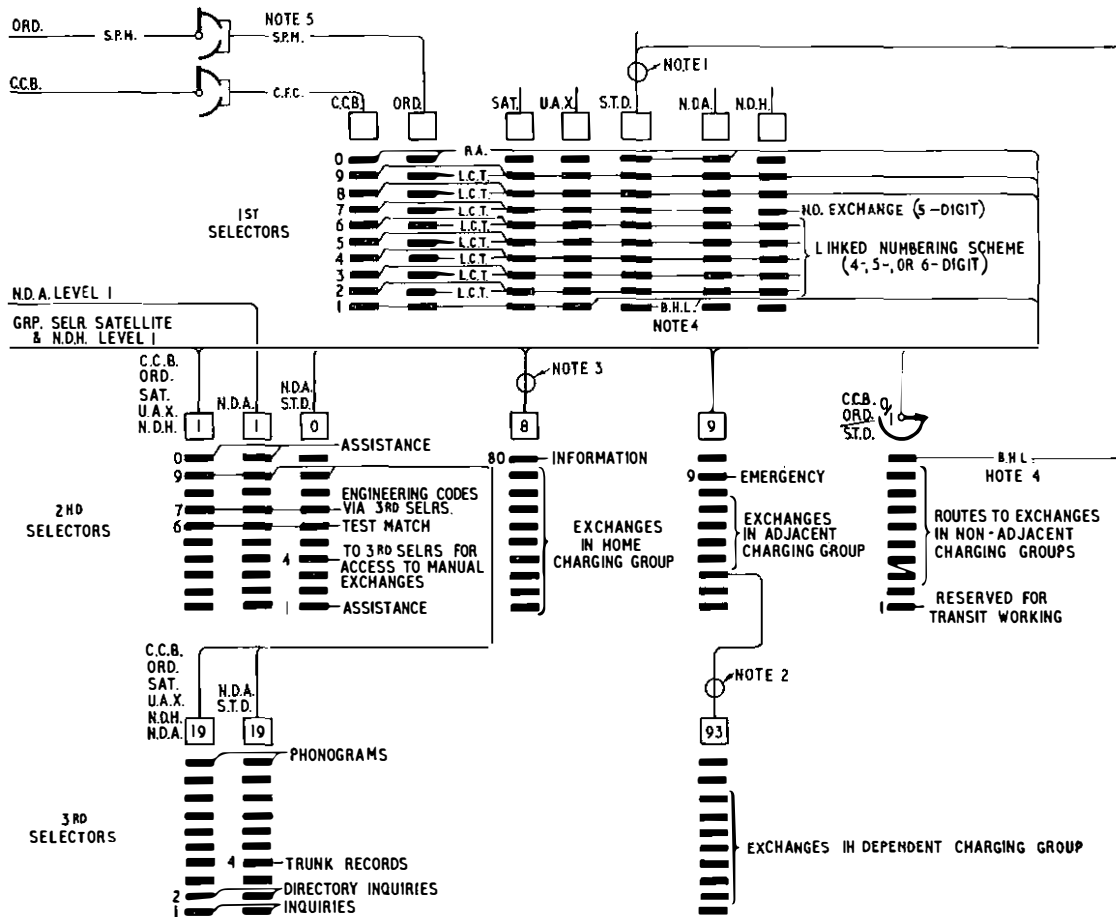 ORD.
S.P.M.
NOTE 5
S.P.M.
C.C.B.
C.F.C.
NOTE 1
C.C.B.
ORD.
SAT.
U.A.X.
S.T.D.
N.D.A.
N.D.H.
1ST
SELECTORS
0
R.A.
9
L.C.T.
8
L.C.T.
7
L.C.T.
N.D. EXCHANGE (5-DIGIT)
6
L.C.T.
5
L.C.T.
LINKED NUMBERING SCHEME
4
L.C.T.
(4-, 5-, OR 6-DIGIT)
3
L.C.T.
2
L.C.T.
1
B.H.L.
NOTE 4
N.D.A. LEVEL 1
GRP. SELR. SATELLITE
& N.D.H. LEVEL 1
C.C.B.
ORD.
SAT.
U.A.X.
N.D.H.
1
N.D.A.
1
N.D.A.
S.T.D.
0
NOTE 3
8
9
C.C.B.
ORD.
S.T.D.
0/1
2ND
SELECTORS
0
ASSISTANCE
9
7
ENGINEERING CODES
VIA 3RD SELRS.
6
TEST MATCH
4
TO 3RD SELRS FOR
ACCESS TO MANUAL
EXCHANGES
1
ASSISTANCE
80
INFORMATION
EXCHANGES
IN HOME
CHARGING GROUP
9
EMERGENCY
EXCHANGES
IN ADJACENT
CHARGING GROUP
B.H.L
NOTE 4
ROUTES TO EXCHANGES
IN NON-ADJACENT
CHARGING GROUPS
1
RESERVED FOR
TRANSIT WORKING
C.C.B.
ORD.
SAT.
U.A.X.
N.D.H.
N.D.A.
19
N.D.A.
S.T.D.
19
NOTE 2
93
3RD
SELECTORS
PHONOGRAMS
4
TRUNK RECORDS
2
DIRECTORY INQUIRIES
1
INQUIRIES
EXCHANGES IN DEPENDENT CHARGING GROUP